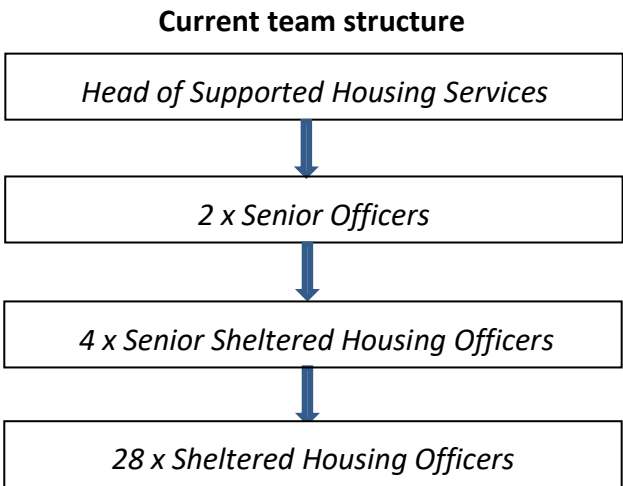 Current team structure
Head of Supported Housing Services
2 x Senior Officers
4 x Senior Sheltered Housing Officers
28 x Sheltered Housing Officers